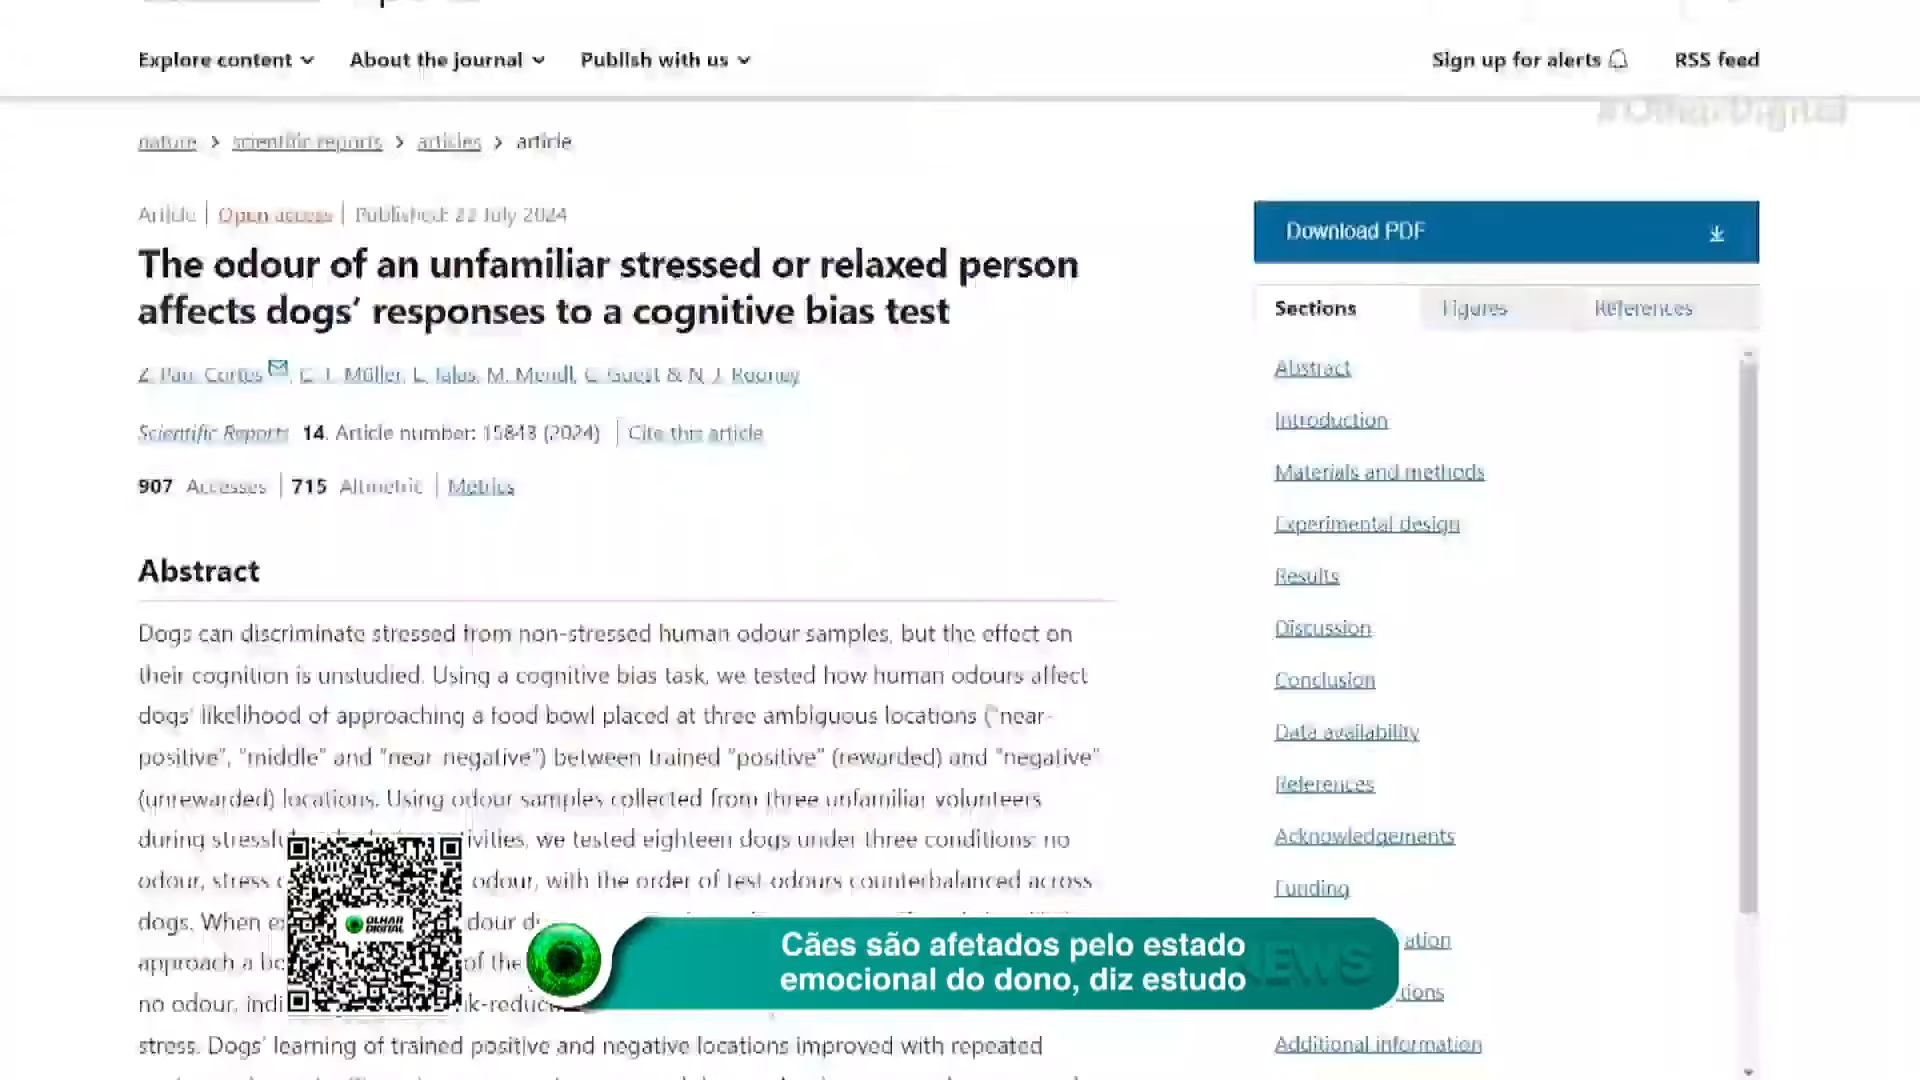 Explore content About the journal Publish with us Sign up for alerts RSS feed
#OlharDigital
nature > scientific reports > articles > article
Article | Open access | Published: 22 July 2024
The odour of an unfamiliar stressed or relaxed person
affects dogs’ responses to a cognitive bias test
Z. Parr-Cortes, C. T. Müller, L. Talas, M. Mendl, C. Guest & N. J. Rooney
Scientific Reports 14, Article number: 15843 (2024) | Cite this article
907 Accesses | 715 Altmetric | Metrics
Abstract
Dogs can discriminate stressed from non-stressed human odour samples, but the effect on
their cognition is unstudied. Using a cognitive bias task, we tested how human odours affect
dogs’ likelihood of approaching a food bowl placed at three ambiguous locations (“near-
positive”, “middle” and “near-negative”) between trained “positive” (rewarded) and “negative”
(unrewarded) locations. Using odour samples collected from three unfamiliar volunteers
during ivities, we tested eighteen dogs under three conditions: no
odour, stress odour, with the order of test odours counterbalanced across
dogs. When dour
approach a of the
no odour,
stress. Dogs’ learning of trained positive and negative locations improved with repeated
Download PDF
Sections Figures References
Abstract
Introduction
Materials and methods
Experimental design
Results
Discussion
Conclusion
Data availability
References
Acknowledgements
Funding
ation
tions
Additional information
OLHAR
DIGITAL
Cães são afetados pelo estado
emocional do dono, diz estudo
NEWS